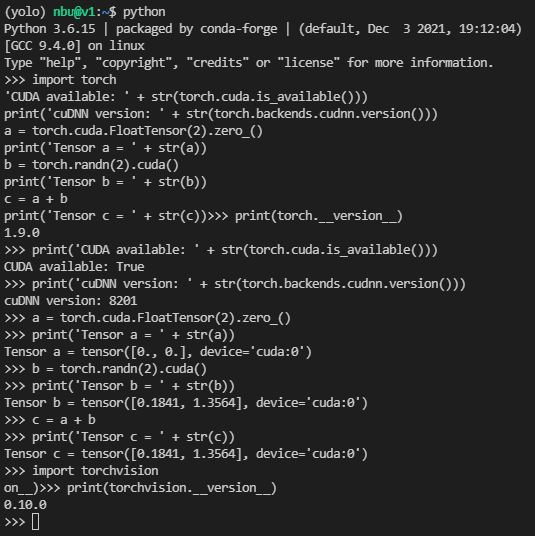 (yolo) nbu@v1:~$ python
Python 3.6.15 | packaged by conda-forge | (default, Dec  3 2021, 19:12:04)
[GCC 9.4.0] on linux
Type "help", "copyright", "credits" or "license" for more information.
>>> import torch
'CUDA available: ' + str(torch.cuda.is_available()))
print('cuDNN version: ' + str(torch.backends.cudnn.version()))
a = torch.cuda.FloatTensor(2).zero_()
print('Tensor a = ' + str(a))
b = torch.randn(2).cuda()
print('Tensor b = ' + str(b))
c = a + b
print('Tensor c = ' + str(c))>>> print(torch.__version__)
1.9.0
>>> print('CUDA available: ' + str(torch.cuda.is_available()))
CUDA available: True
>>> print('cuDNN version: ' + str(torch.backends.cudnn.version()))
cuDNN version: 8201
>>> a = torch.cuda.FloatTensor(2).zero_()
>>> print('Tensor a = ' + str(a))
Tensor a = tensor([0., 0.], device='cuda:0')
>>> b = torch.randn(2).cuda()
>>> print('Tensor b = ' + str(b))
Tensor b = tensor([0.1841, 1.3564], device='cuda:0')
>>> c = a + b
>>> print('Tensor c = ' + str(c))
Tensor c = tensor([0.1841, 1.3564], device='cuda:0')
>>> import torchvision
on__)>>> print(torchvision.__version__)
0.10.0
>>>